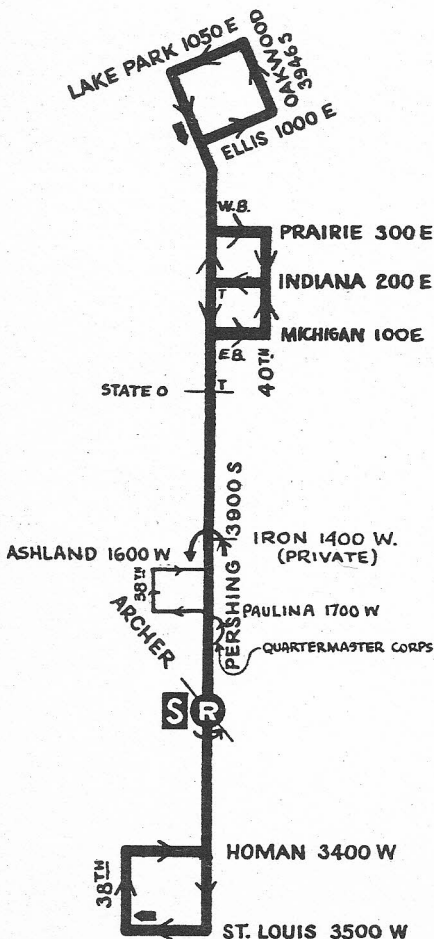 LAKE PARK 1050 E
OAKWOOD
3946 S
ELLIS 1000 E
W.B.
PRAIRIE 300 E
INDIANA 200 E
T
MICHIGAN 100E
E.B.
40TH
STATE 0
T
PERSHING 3900 S
IRON 1400 W.
(PRIVATE)
ASHLAND 1600 W
38TH
PAULINA 1700 W
ARCHER
QUARTERMASTER CORPS
S R
HOMAN 3400 W
38TH
ST. LOUIS 3500 W